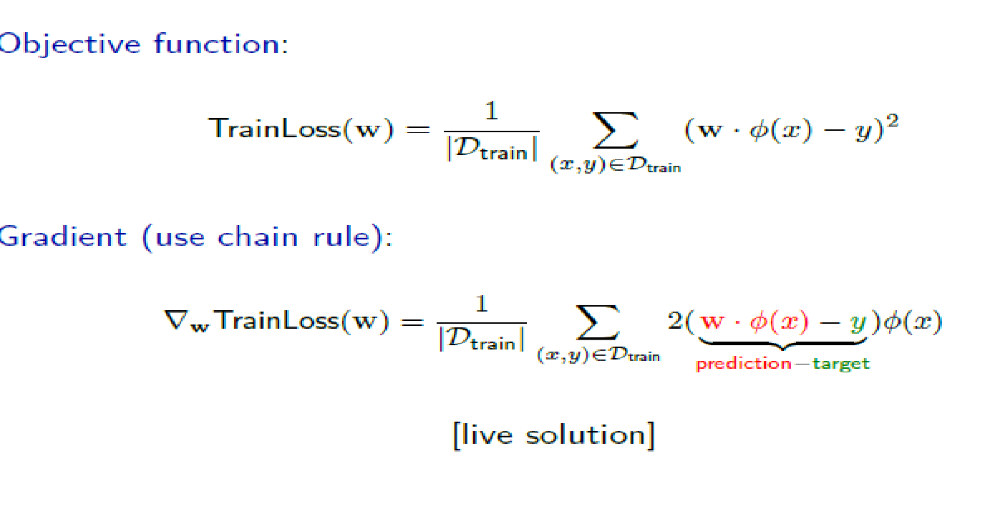 Objective function:
TrainLoss(w) = 1/|D_train| ∑_{(x,y)∈D_train} (w · ϕ(x) − y)²
Gradient (use chain rule):
∇_w TrainLoss(w) = 1/|D_train| ∑_{(x,y)∈D_train} 2(w · ϕ(x) − y)ϕ(x)
prediction−target
[live solution]